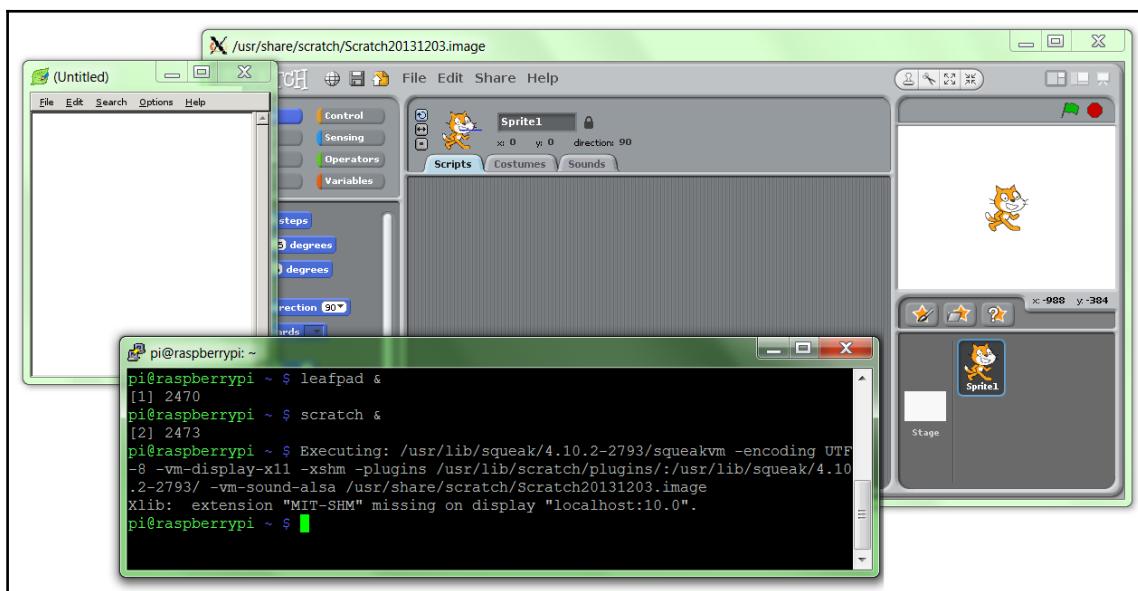 /usr/share/scratch/Scratch20131203.image
(Untitled)
File Edit Search Options Help
File Edit Share Help
Control
Sensing
Operators
Variables
steps
degrees
degrees
direction 90
Sprite1
x: 0 y: 0 direction: 90
Scripts Costumes Sounds
x: -988 y: -384
Sprite1
Stage
pi@raspberrypi: ~
pi@raspberrypi ~ $ leafpad &
[1] 2470
pi@raspberrypi ~ $ scratch &
[2] 2473
pi@raspberrypi ~ $ Executing: /usr/lib/squeak/4.10.2-2793/squeakvm -encoding UTF
-8 -vm-display-x11 -xshm -plugins /usr/lib/scratch/plugins/:/usr/lib/squeak/4.10
.2-2793/ -vm-sound-alsa /usr/share/scratch/Scratch20131203.image
Xlib:  extension "MIT-SHM" missing on display "localhost:10.0".
pi@raspberrypi ~ $